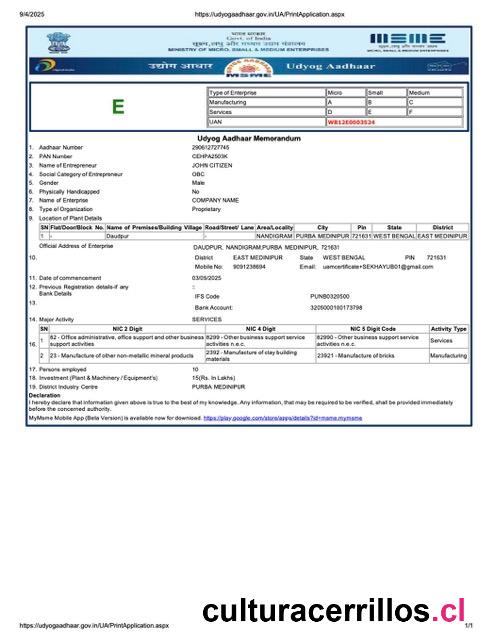 9/4/2025 https://udyogaadhaar.gov.in/UA/PrintApplication.aspx
भारत सरकार
Govt. of India
सूक्ष्म, लघु और मध्यम उद्यम मंत्रालय
MINISTRY OF MICRO, SMALL & MEDIUM ENTERPRISES
MSME
MICRO, SMALL & MEDIUM ENTERPRISES
उद्योग आधार MSME Udyog Aadhaar
E
Type of Enterprise Micro Small Medium
Manufacturing A B C
Services D E F
UAN WB12E0003524
Udyog Aadhaar Memorandum
1. Aadhaar Number 290612727745
2. PAN Number CEHPA2503K
3. Name of Entrepreneur JOHN CITIZEN
4. Social Category of Entrepreneur OBC
5. Gender Male
6. Physically Handicapped No
7. Name of Enterprise COMPANY NAME
8. Type of Organization Proprietary
9. Location of Plant Details
SN Flat/Door/Block No. Name of Premises/Building Village Road/Street/ Lane Area/Locality City Pin State District
1 - Daudpur - NANDIGRAM PURBA MEDINIPUR 721631 WEST BENGAL EAST MEDINIPUR
Official Address of Enterprise DAUDPUR, NANDIGRAM,PURBA MEDINIPUR, 721631
10. District EAST MEDINIPUR State WEST BENGAL PIN 721631
Mobile No: 9091238694 Email: uamcertificate+SEKHAYUB01@gmail.com
11. Date of commencement 03/05/2025
12. Previous Registration details-if any :
Bank Details
13. IFS Code PUNB0320500
Bank Account: 3205000100173798
14. Major Activity SERVICES
SN NIC 2 Digit NIC 4 Digit NIC 5 Digit Code Activity Type
16. 1 82 - Office administrative, office support and other business support activities 8299 - Other business support service activities n.e.c. 82990 - Other business support service activities n.e.c. Services
2 23 - Manufacture of other non-metallic mineral products 2392 - Manufacture of clay building materials 23921 - Manufacture of bricks Manufacturing
17. Persons employed 10
18. Investment (Plant & Machinery / Equipment's) 15(Rs. In Lakhs)
19. District Industry Centre PURBA MEDINIPUR
Declaration
I hereby declare that information given above is true to the best of my knowledge. Any information, that may be required to be verified, shall be provided immediately
before the concerned authority.
MyMsme Mobile App (Beta Version) is available now for download. https://play.google.com/store/apps/details?id=msme.mymsme
culturacerrillos.cl
https://udyogaadhaar.gov.in/UA/PrintApplication.aspx 1/1